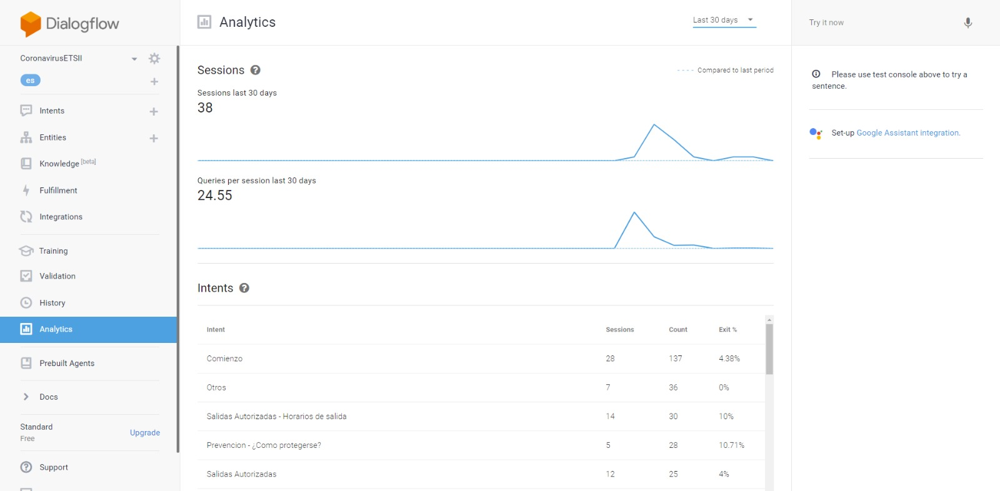 Dialogflow
CoronavirusETSII
es
Intents
Entities
Knowledge [beta]
Fulfillment
Integrations
Training
Validation
History
Analytics
Prebuilt Agents
Docs
Standard
Free
Upgrade
Support
Analytics
Last 30 days
Sessions
Compared to last period
Sessions last 30 days
38
Queries per session last 30 days
24.55
Intents
Intent Sessions Count Exit %
Comienzo 28 137 4.38%
Otros 7 36 0%
Salidas Autorizadas - Horarios de salida 14 30 10%
Prevencion - ¿Como protegerse? 5 28 10.71%
Salidas Autorizadas 12 25 4%
Try it now
Please use test console above to try a
sentence.
Set-up Google Assistant integration.